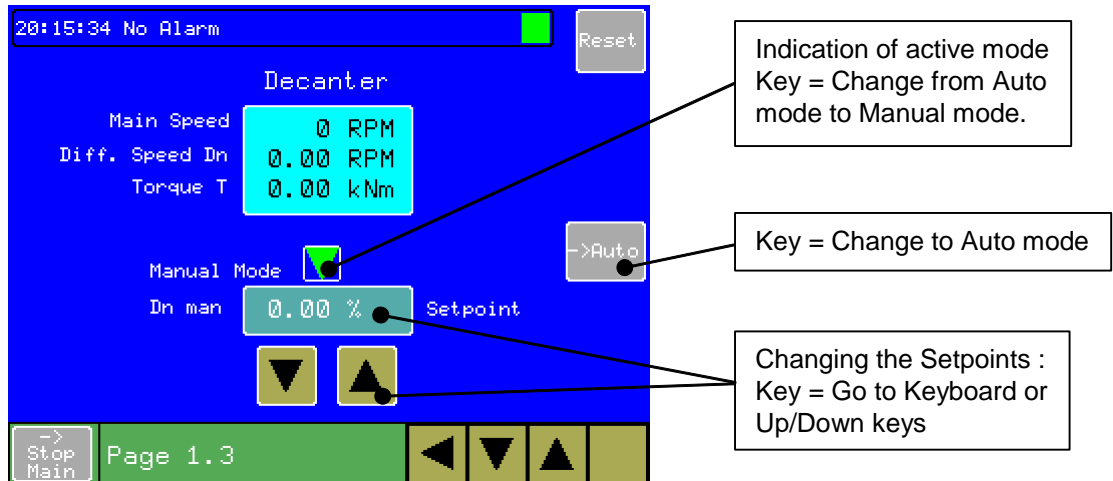 20:15:34 No Alarm
Reset
Decanter
Main Speed 0 RPM
Diff. Speed Dn 0.00 RPM
Torque T 0.00 kNm
->Auto
Manual Mode
Dn man 0.00 % Setpoint
->
Stop
Main
Page 1.3
Indication of active mode
Key = Change from Auto
mode to Manual mode.
Key = Change to Auto mode
Changing the Setpoints :
Key = Go to Keyboard or
Up/Down keys